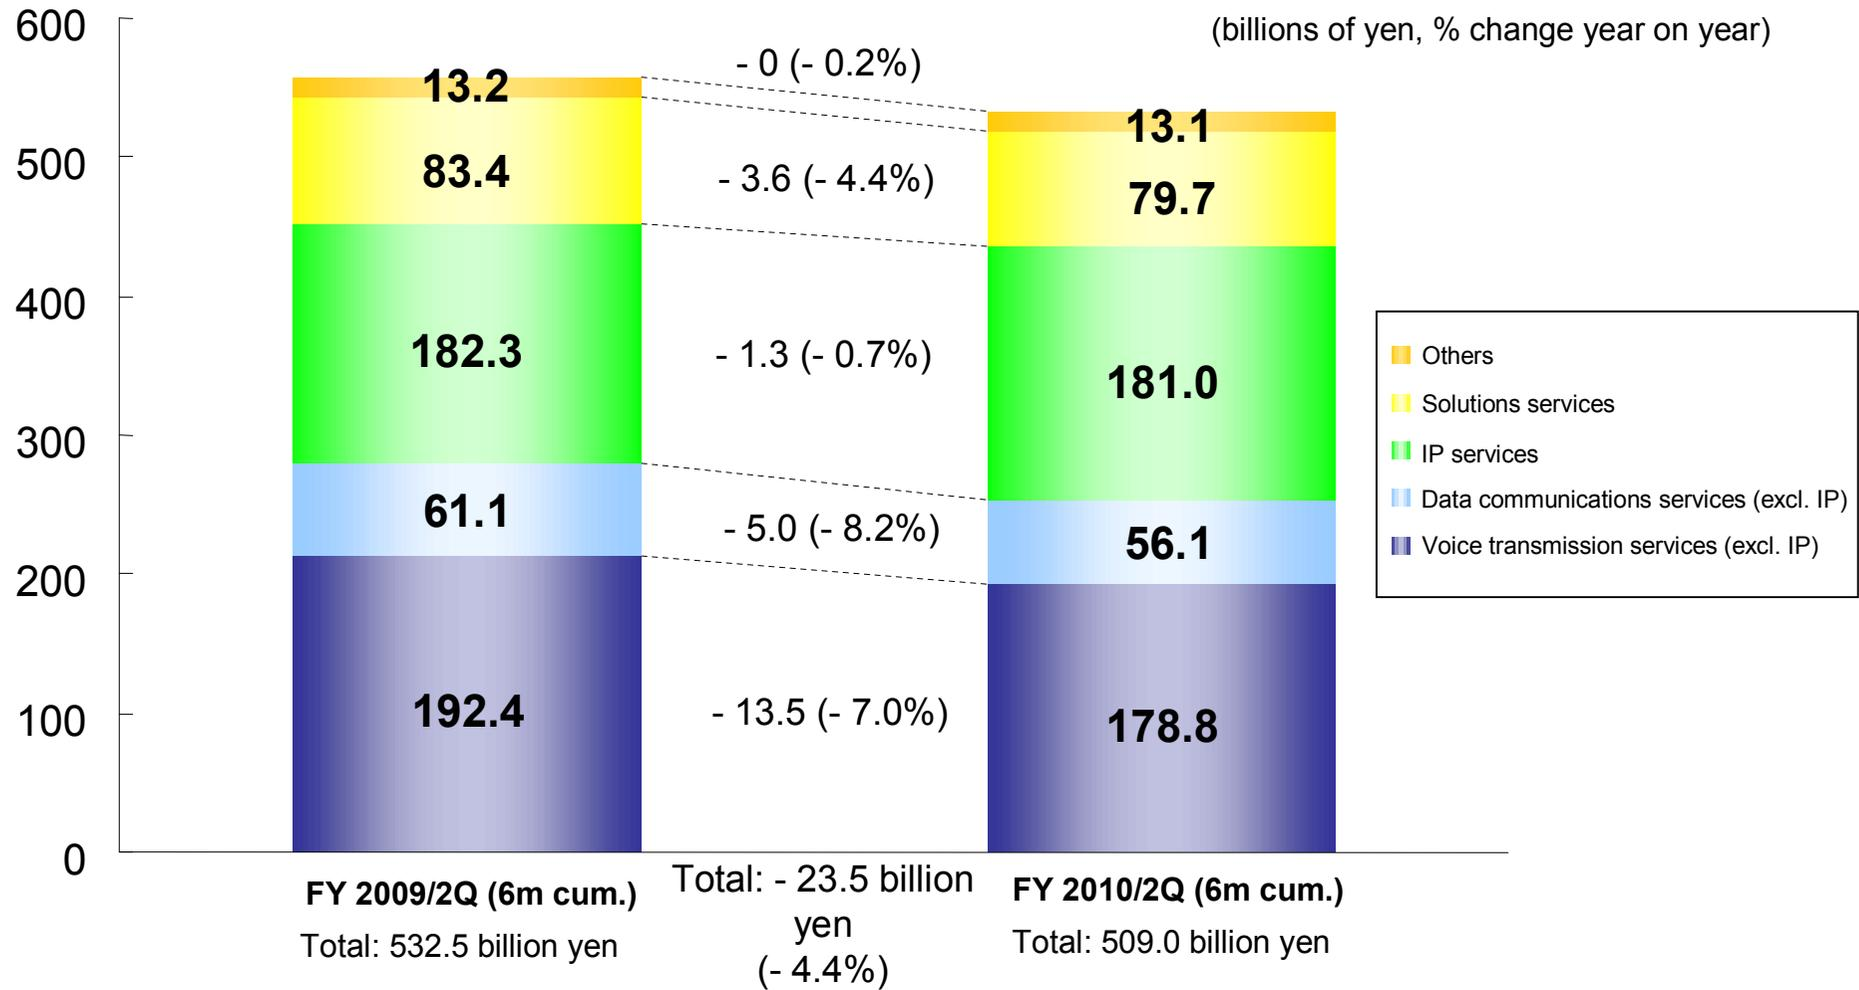 600
(billions of yen, % change year on year)
- 0 (- 0.2%)
13.2
13.1
500
83.4
- 3.6 (- 4.4%)
79.7
400
182.3
- 1.3 (- 0.7%)
181.0
Others
Solutions services
IP services
Data communications services (excl. IP)
Voice transmission services (excl. IP)
300
61.1
- 5.0 (- 8.2%)
56.1
200
192.4
- 13.5 (- 7.0%)
178.8
100
0
FY 2009/2Q (6m cum.)
Total: 532.5 billion yen
Total: - 23.5 billion
yen
(- 4.4%)
FY 2010/2Q (6m cum.)
Total: 509.0 billion yen